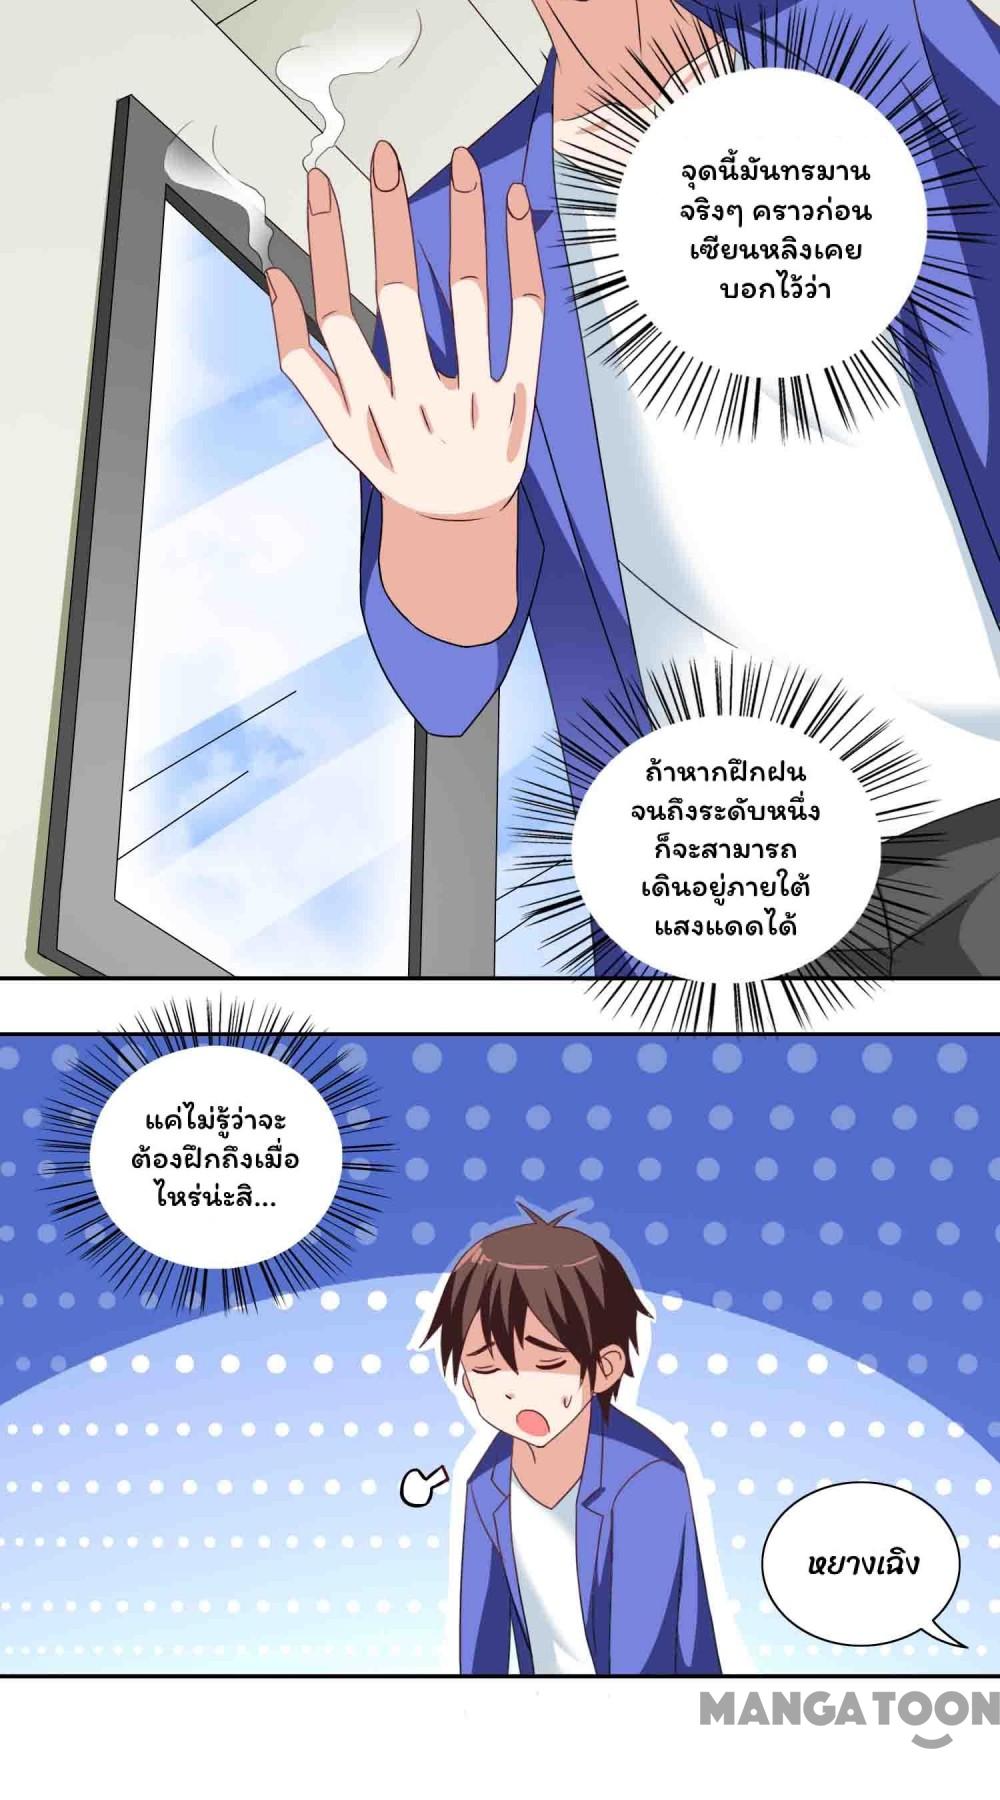 จุดนี้มันทรมาน
จริงๆ คราวก่อน
เซียนหลิงเคย
บอกไว้ว่า
ถ้าหากฝึกฝน
จนถึงระดับหนึ่ง
ก็จะสามารถ
เดินอยู่ภายใต้
แสงแดดได้
แค่ไม่รู้ว่าจะ
ต้องฝึกถึงเมื่อ
ไหร่น่ะสิ...
หยางเฉิง
MANGATOON